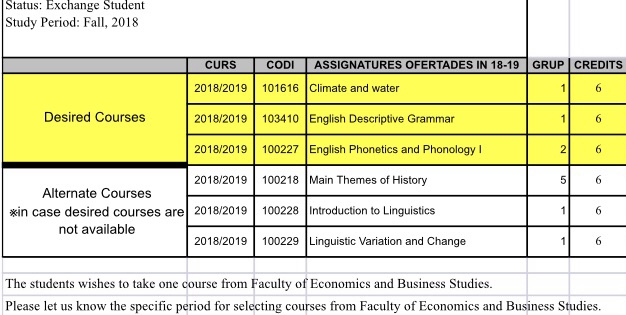 Status: Exchange Student
Study Period: Fall, 2018
CURS CODI ASSIGNATURES OFERTADES IN 18-19 GRUP CREDITS
Desired Courses
2018/2019 101616 Climate and water 1 6
2018/2019 103410 English Descriptive Grammar 1 6
2018/2019 100227 English Phonetics and Phonology I 2 6
Alternate Courses
※in case desired courses are
not available
2018/2019 100218 Main Themes of History 5 6
2018/2019 100228 Introduction to Linguistics 1 6
2018/2019 100229 Linguistic Variation and Change 1 6
The students wishes to take one course from Faculty of Economics and Business Studies.
Please let us know the specific period for selecting courses from Faculty of Economics and Business Studies.